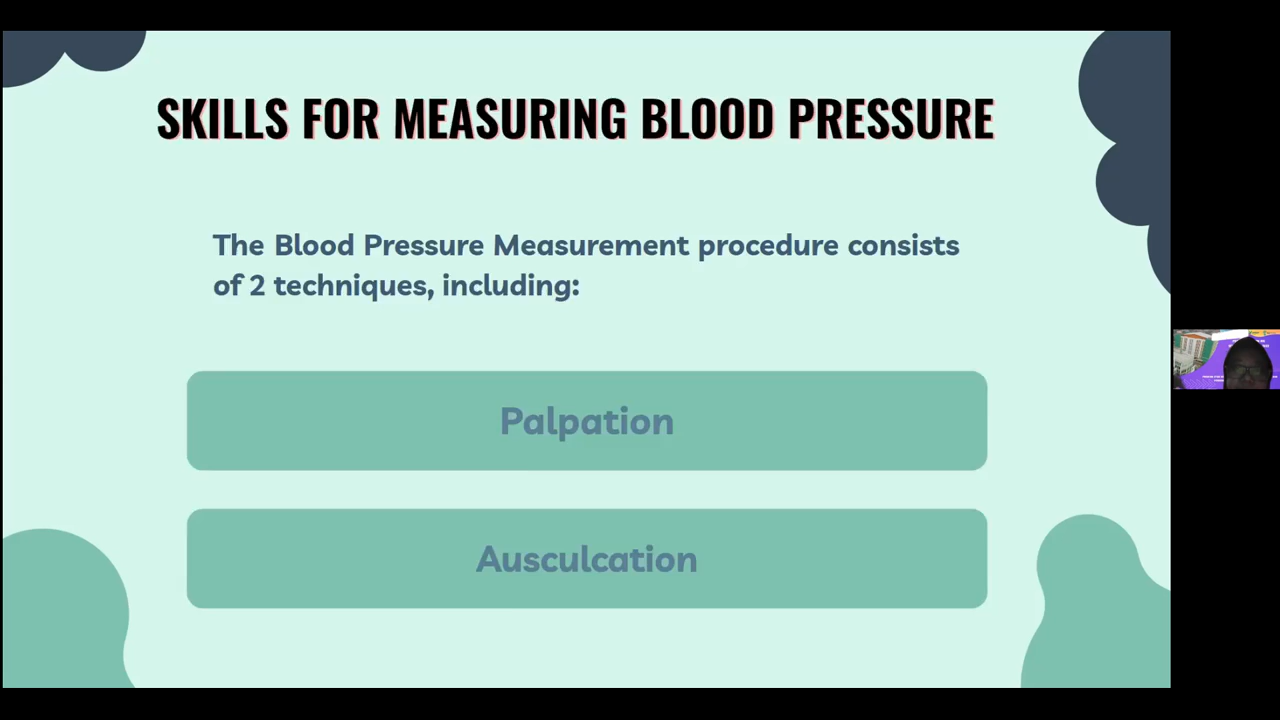 SKILLS FOR MEASURING BLOOD PRESSURE
The Blood Pressure Measurement procedure consists
of 2 techniques, including:
Palpation
Ausculcation